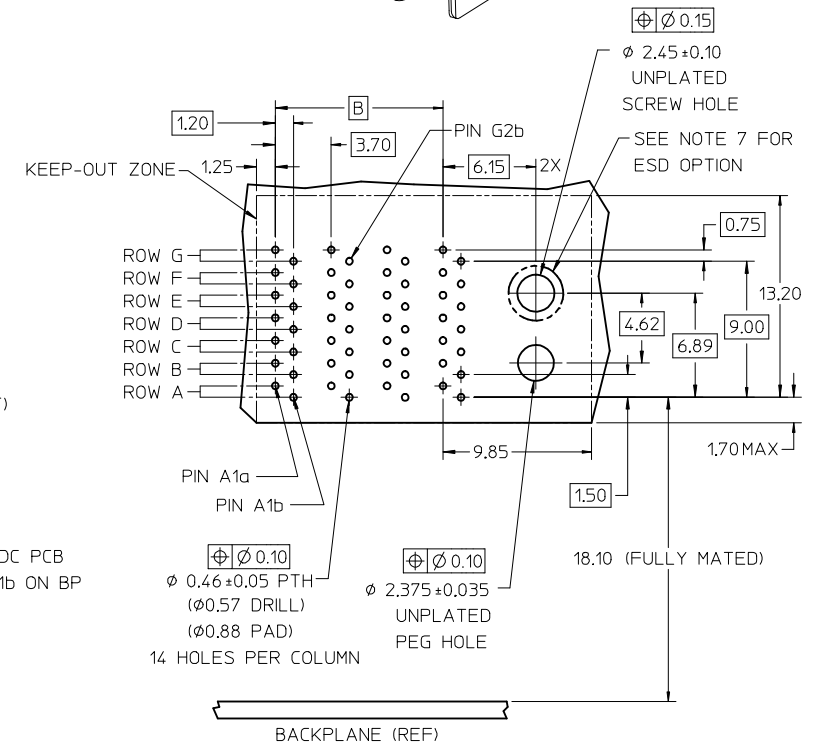 ⌖ ⌀ 0.15
⌀ 2.45±0.10
UNPLATED
SCREW HOLE
B
1.20
PIN G2b
3.70
SEE NOTE 7 FOR
ESD OPTION
KEEP-OUT ZONE
1.25
6.15
2X
0.75
ROW G
ROW F
ROW E
ROW D
ROW C
ROW B
ROW A
13.20
4.62
6.89
9.00
)
9.85
1.70 MAX
PIN A1a
PIN A1b
1.50
DC PCB
1b ON BP
⌖ ⌀ 0.10
⌀ 0.46±0.05 PTH
(⌀0.57 DRILL)
(⌀0.88 PAD)
14 HOLES PER COLUMN
⌖ ⌀ 0.10
⌀ 2.375±0.035
UNPLATED
PEG HOLE
18.10 (FULLY MATED)
BACKPLANE (REF)